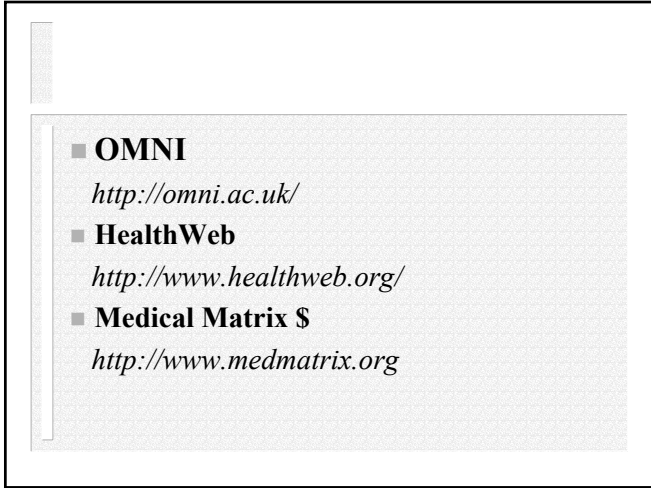 OMNI
http://omni.ac.uk/
HealthWeb
http://www.healthweb.org/
Medical Matrix $
http://www.medmatrix.org